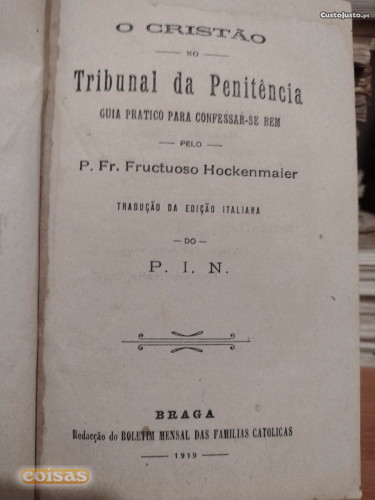 CustoJusto.pt
O CRISTÃO
NO
Tribunal da Penitência
GUIA PRATICO PARA CONFESSAR-SE BEM
PELO
P. Fr. Fructuoso Hockenmaier
TRADUÇÃO DA EDIÇÃO ITALIANA
— DO —
P. I. N.
BRAGA
Redacção do BOLETIM MENSAL DAS FAMILIAS CATOLICAS
1919
coisas